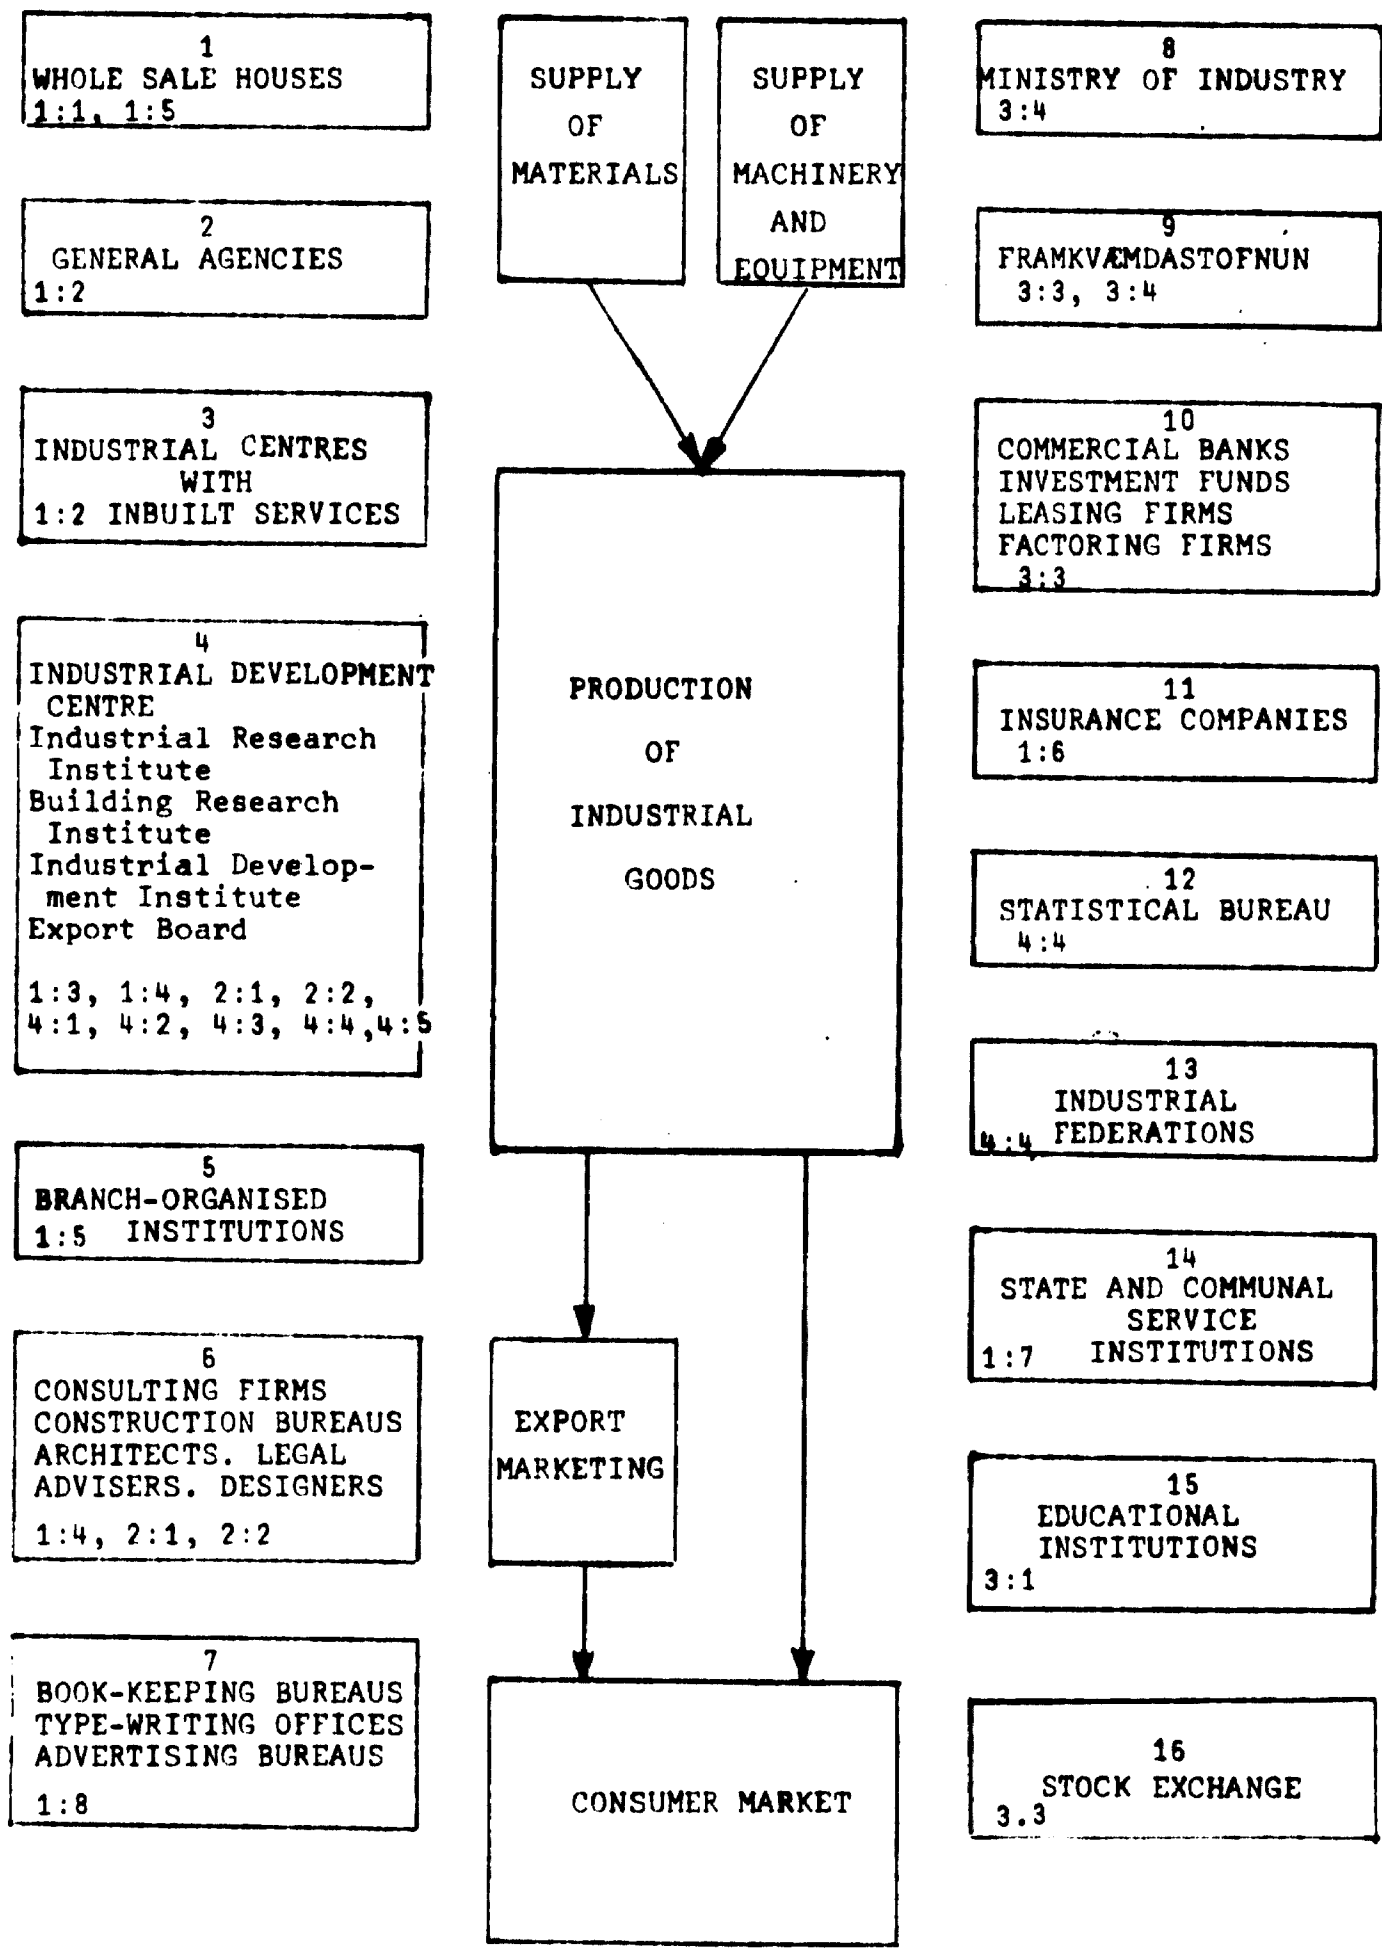 1
WHOLE SALE HOUSES
1:1, 1:5
2
GENERAL AGENCIES
1:2
3
INDUSTRIAL CENTRES
WITH
1:2 INBUILT SERVICES
4
INDUSTRIAL DEVELOPMENT
CENTRE
Industrial Research
Institute
Building Research
Institute
Industrial Develop-
ment Institute
Export Board
1:3, 1:4, 2:1, 2:2,
4:1, 4:2, 4:3, 4:4,4:5
5
BRANCH-ORGANISED
1:5 INSTITUTIONS
6
CONSULTING FIRMS
CONSTRUCTION BUREAUS
ARCHITECTS. LEGAL
ADVISERS. DESIGNERS
1:4, 2:1, 2:2
7
BOOK-KEEPING BUREAUS
TYPE-WRITING OFFICES
ADVERTISING BUREAUS
1:8
SUPPLY
OF
MATERIALS
SUPPLY
OF
MACHINERY
AND
EQUIPMENT
PRODUCTION
OF
INDUSTRIAL
GOODS
EXPORT
MARKETING
CONSUMER MARKET
8
MINISTRY OF INDUSTRY
3:4
9
FRAMKVÆMDASTOFNUN
3:3, 3:4
10
COMMERCIAL BANKS
INVESTMENT FUNDS
LEASING FIRMS
FACTORING FIRMS
3:3
11
INSURANCE COMPANIES
1:6
12
STATISTICAL BUREAU
4:4
13
INDUSTRIAL
4:4 FEDERATIONS
14
STATE AND COMMUNAL
SERVICE
1:7 INSTITUTIONS
15
EDUCATIONAL
INSTITUTIONS
3:1
16
STOCK EXCHANGE
3.3